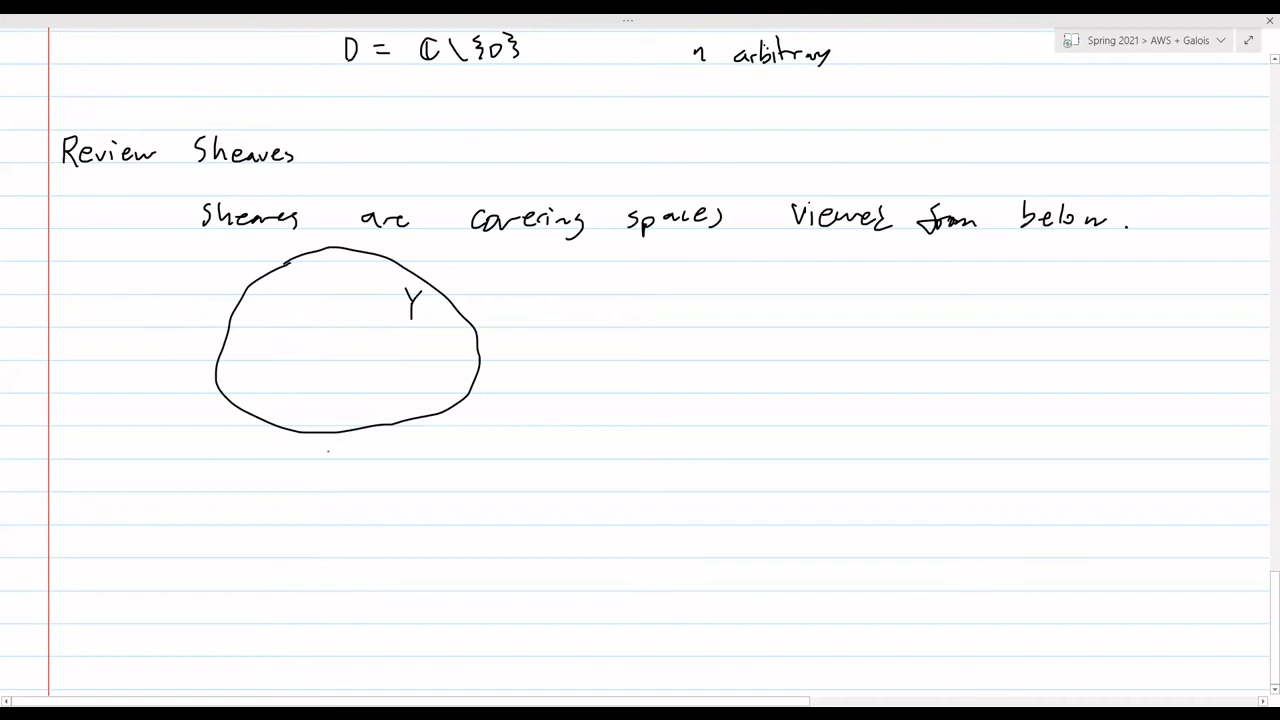 Spring 2021 > AWS + Galois
D = ℂ \ {0} n arbitrary
Review Sheaves
Sheaves are covering spaces viewed from below.
Y